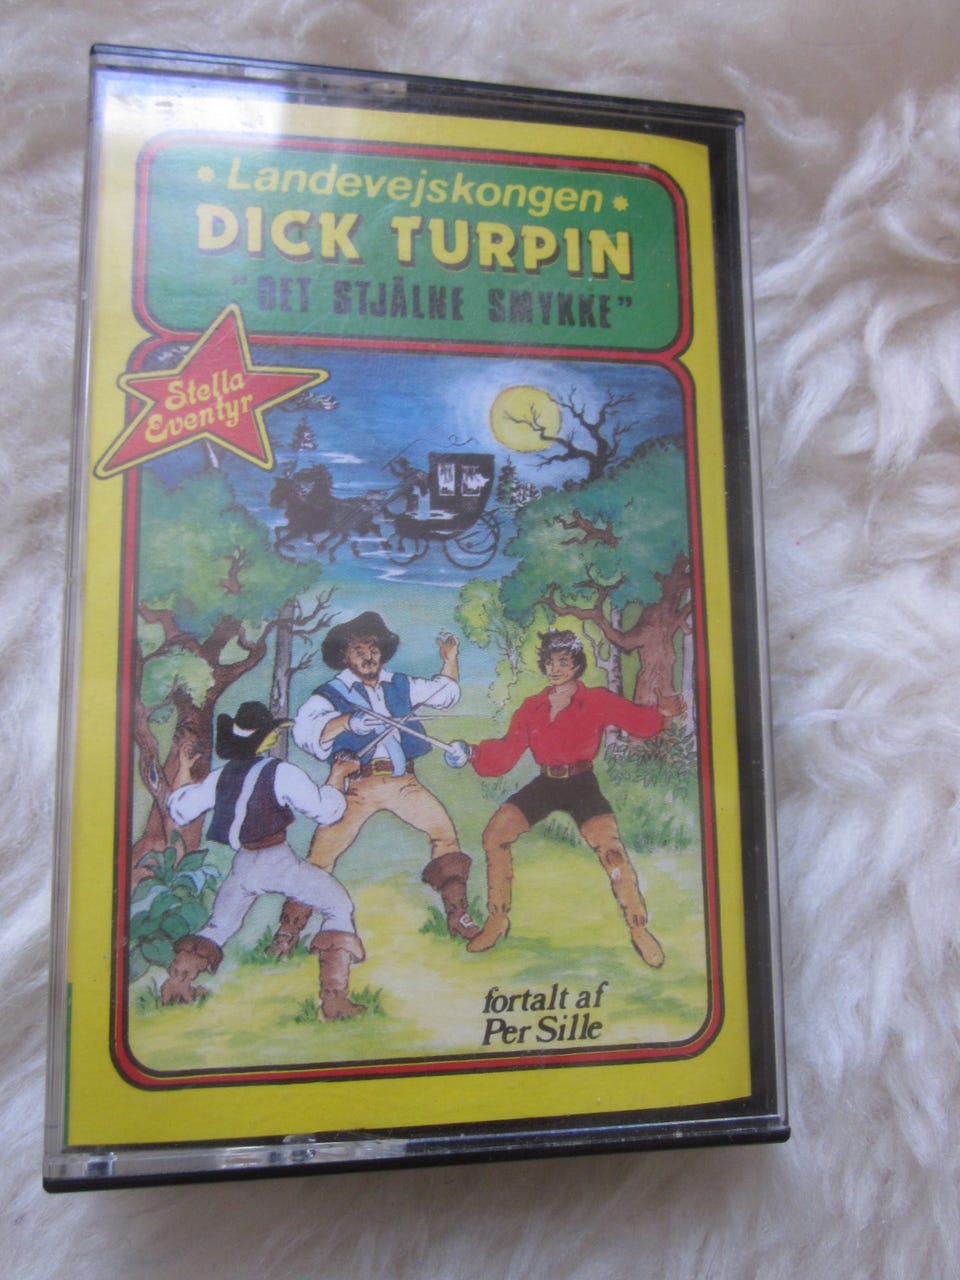 Landevejskongen
DICK TURPIN
"DET STJÅLNE SMYKKE"
Stella
Eventyr
fortalt af
Per Sille